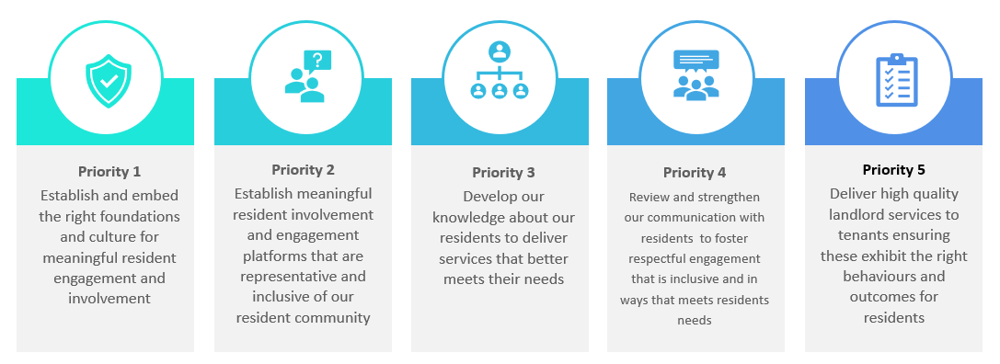 ?
Priority 1
Establish and embed
the right foundations
and culture for
meaningful resident
engagement and
involvement
Priority 2
Establish meaningful
resident involvement
and engagement
platforms that are
representative and
inclusive of our
resident community
Priority 3
Develop our
knowledge about our
residents to deliver
services that better
meets their needs
Priority 4
Review and strengthen
our communication with
residents  to foster
respectful engagement
that is inclusive and in
ways that meets residents
needs
Priority 5
Deliver high quality
landlord services to
tenants ensuring
these exhibit the right
behaviours and
outcomes for
residents